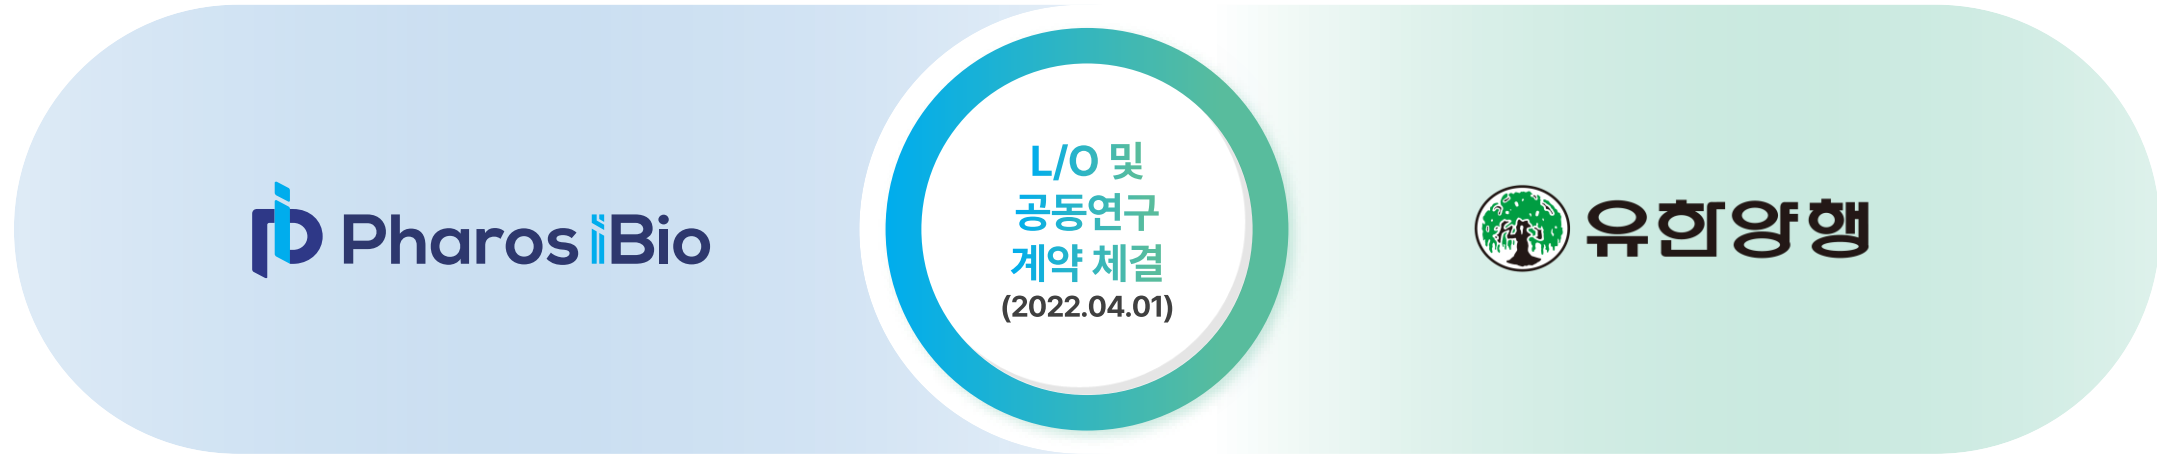 Pharos iBio
L/O 및
공동연구
계약 체결
(2022.04.01)
유한양행